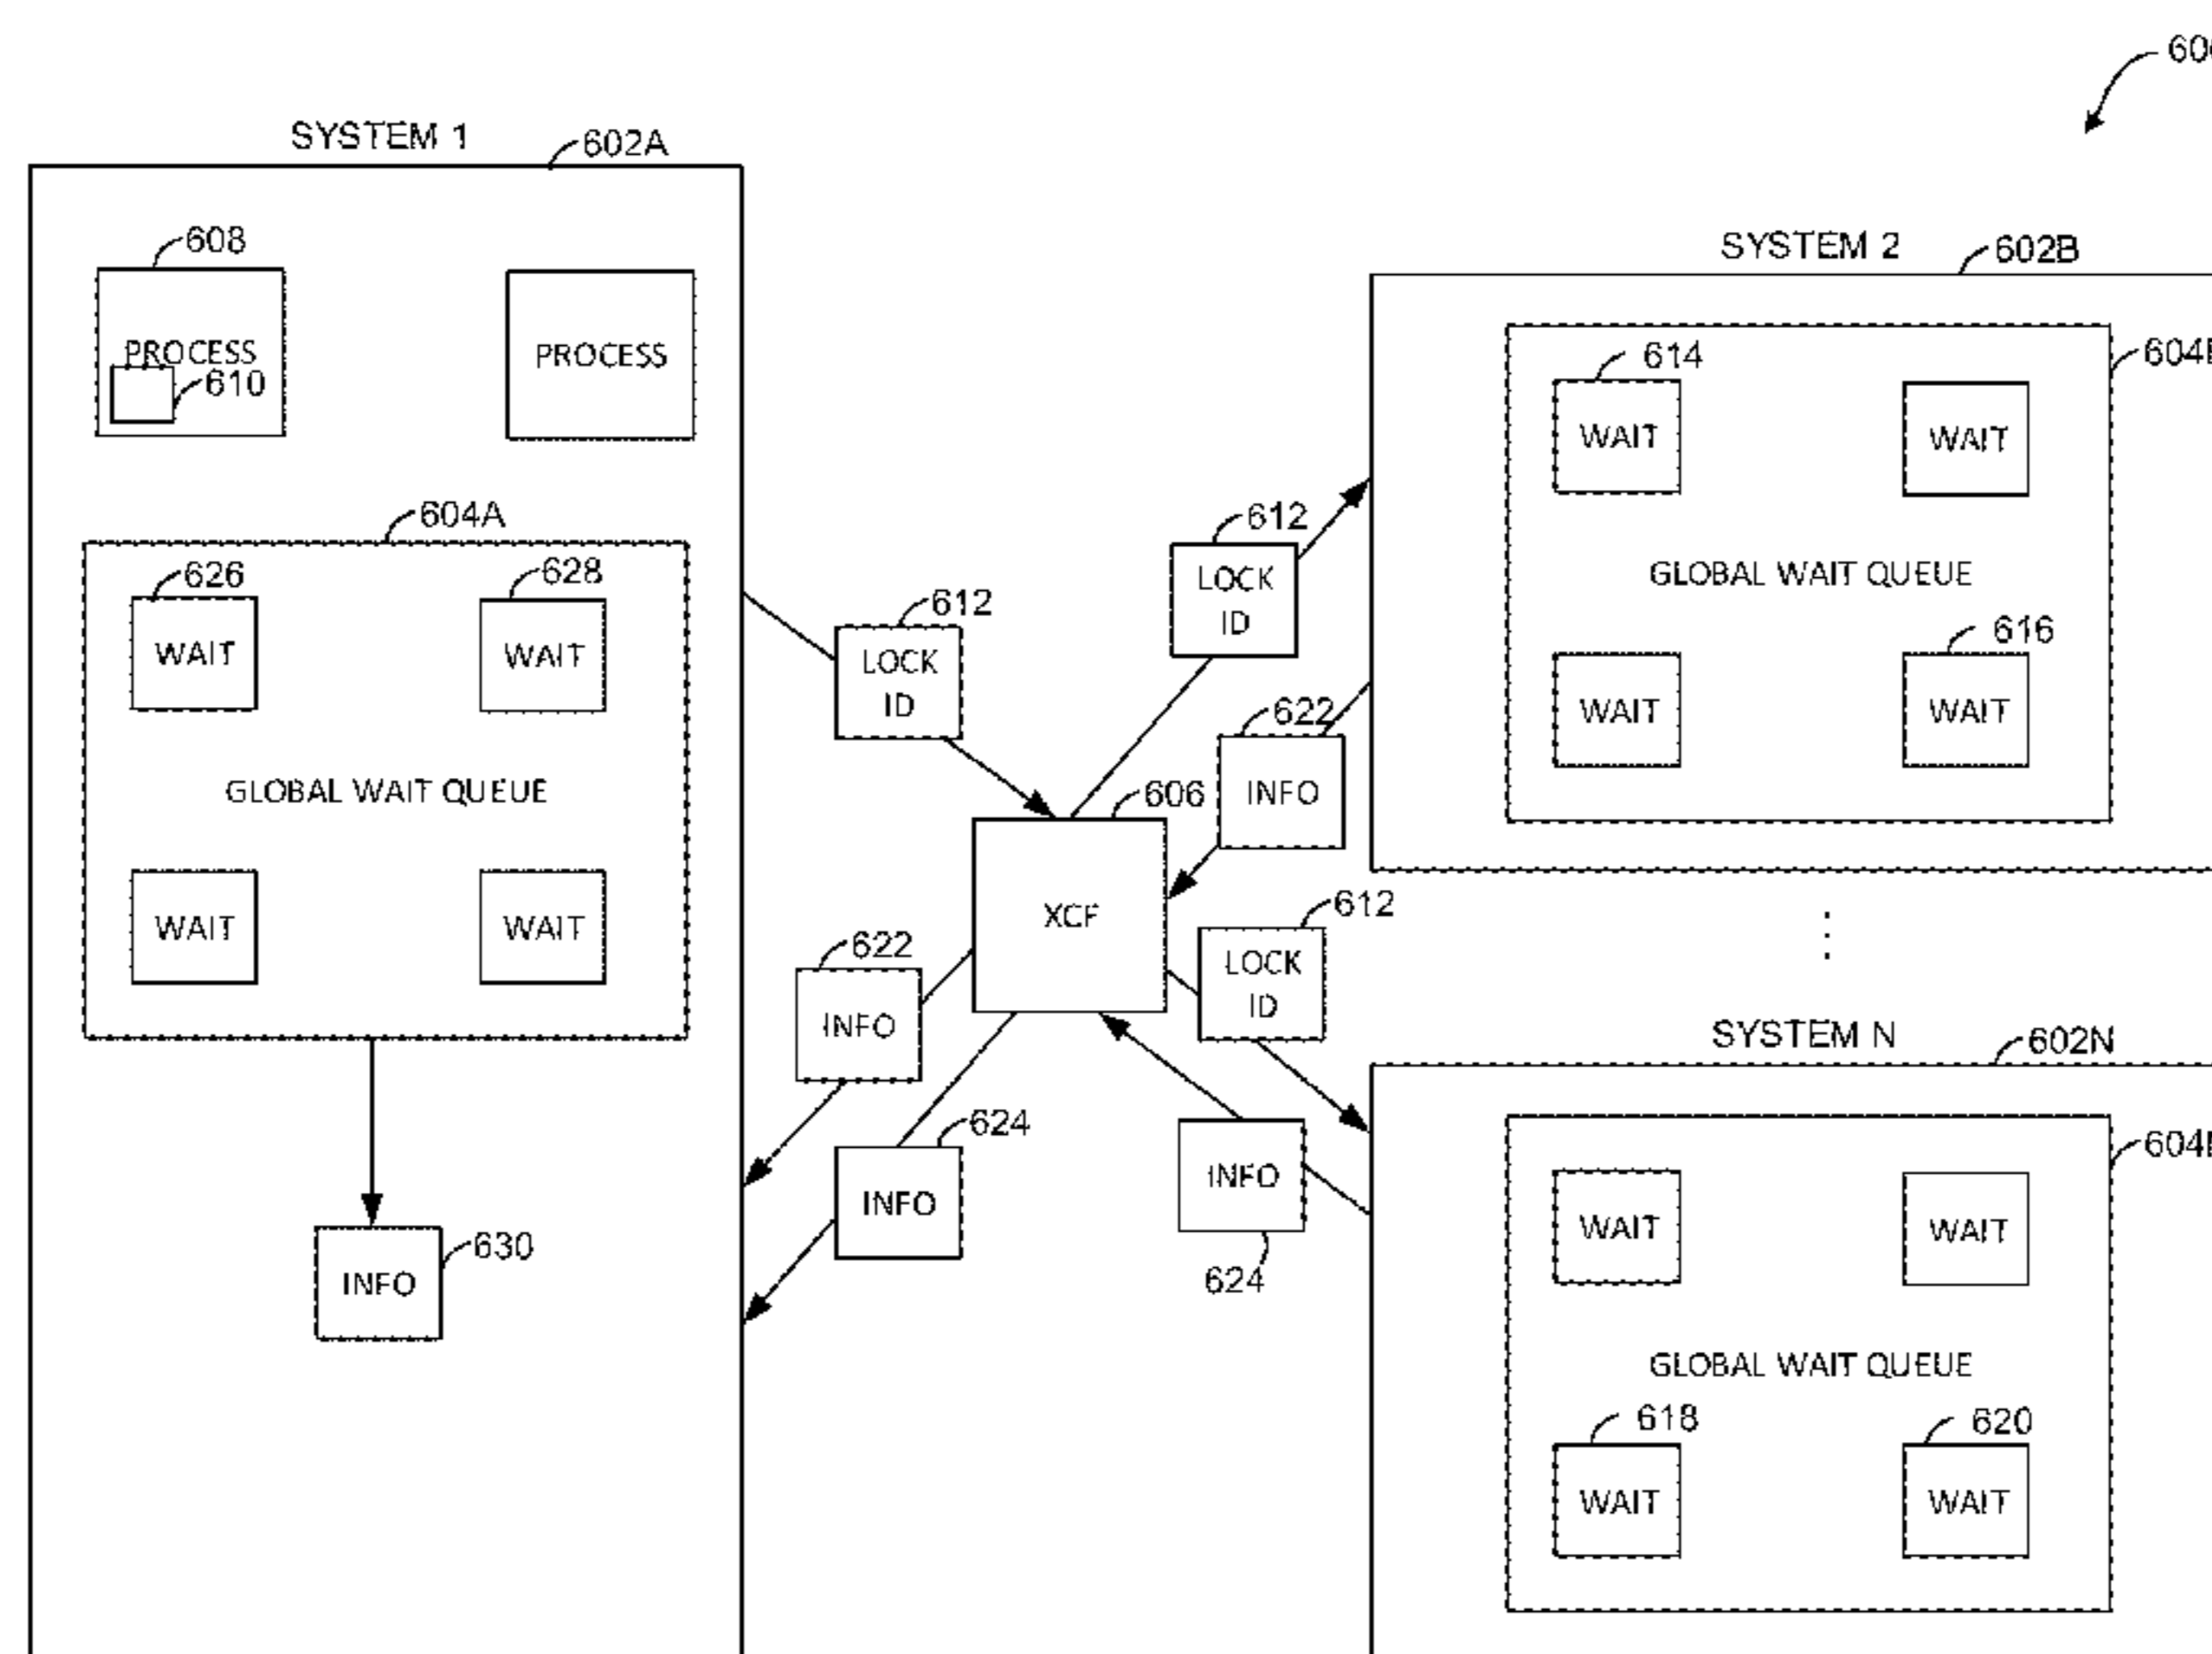 SYSTEM 1
602A
608
PROCESS
610
PROCESS
604A
626
WAIT
628
WAIT
GLOBAL WAIT QUEUE
WAIT
WAIT
INFO
630
612
LOCK
ID
612
LOCK
ID
622
INFO
606
XCF
612
LOCK
ID
622
INFO
624
INFO
INFO
624
SYSTEM 2
602B
614
WAIT
WAIT
GLOBAL WAIT QUEUE
WAIT
616
WAIT
SYSTEM N
602N
WAIT
WAIT
GLOBAL WAIT QUEUE
618
WAIT
620
WAIT